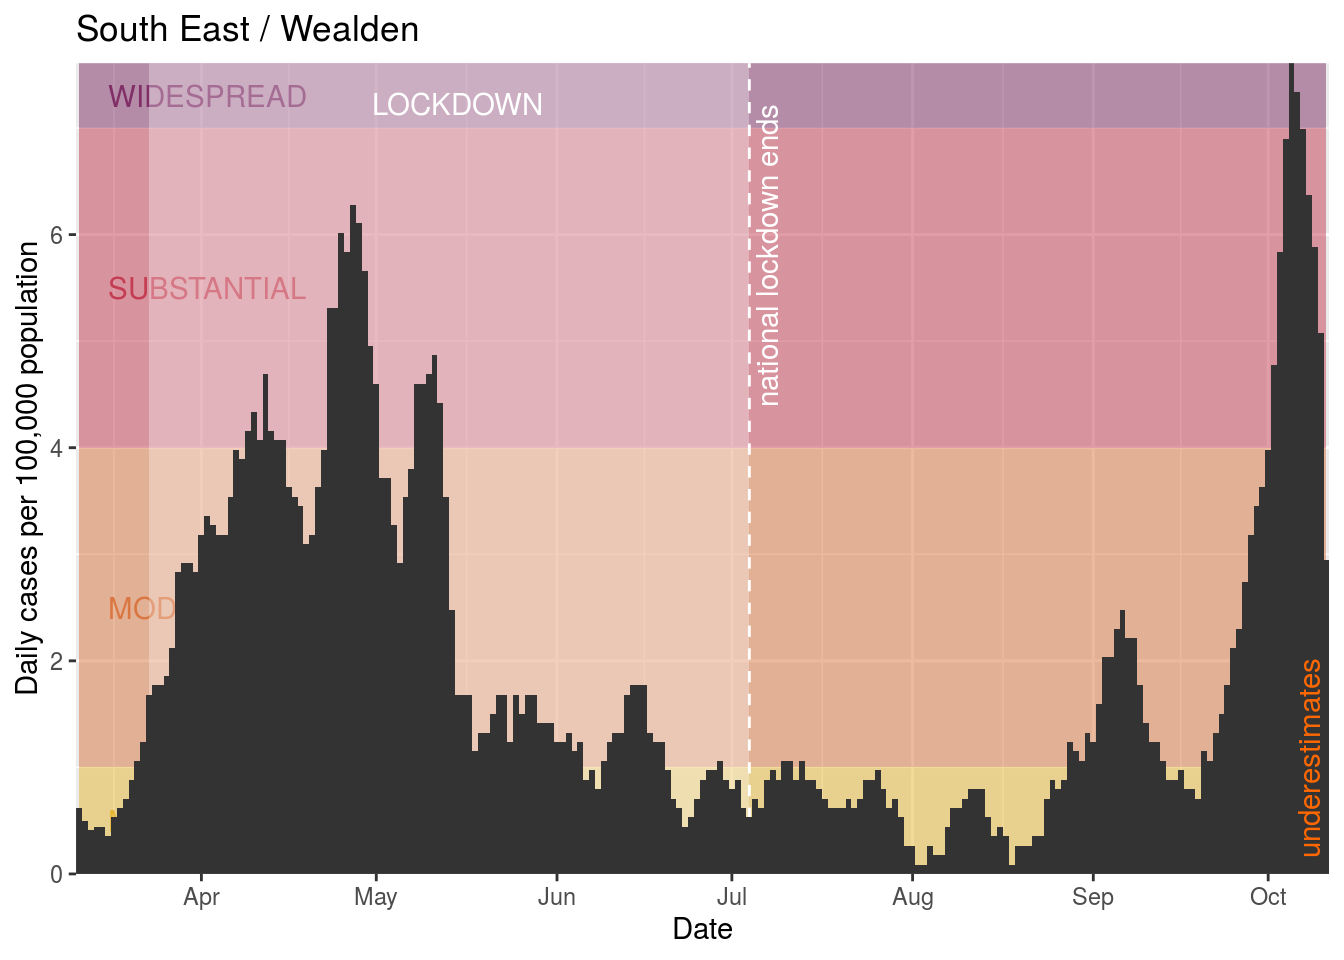 South East / Wealden
WIDESPREAD
LOCKDOWN
national lockdown ends
SUBSTANTIAL
MOD
underestimates
Daily cases per 100,000 population
6
4
2
0
Apr
May
Jun
Jul
Aug
Sep
Oct
Date